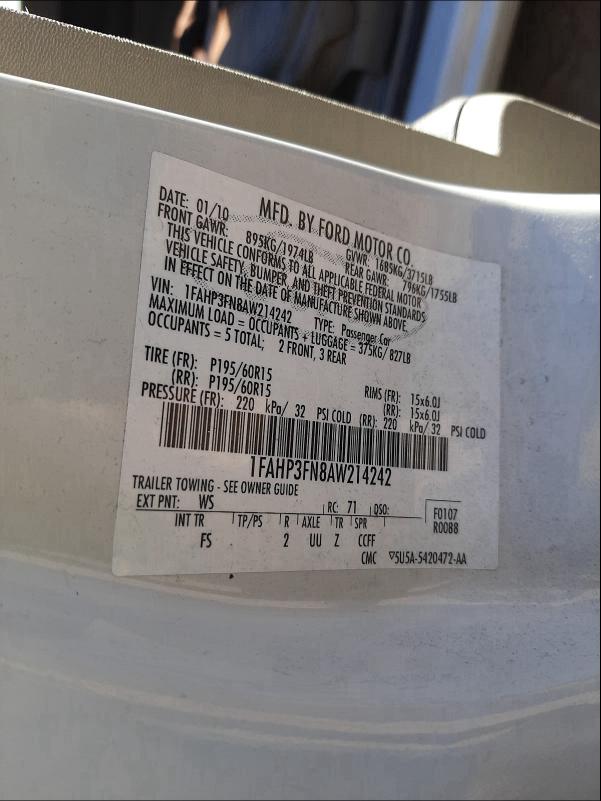 MFD. BY FORD MOTOR CO.
DATE: 01/10 GVWR: 1685KG/3715LB
FRONT GAWR: 895KG/1974LB REAR GAWR: 796KG/1755LB
THIS VEHICLE CONFORMS TO ALL APPLICABLE FEDERAL MOTOR
VEHICLE SAFETY, BUMPER, AND THEFT PREVENTION STANDARDS
IN EFFECT ON THE DATE OF MANUFACTURE SHOWN ABOVE.
VIN: 1FAHP3FN8AW214242 TYPE: Passenger Car
MAXIMUM LOAD = OCCUPANTS + LUGGAGE = 375KG/ 827LB
OCCUPANTS = 5 TOTAL; 2 FRONT, 3 REAR
TIRE (FR): P195/60R15 RIMS (FR): 15x6.0J
(RR): P195/60R15 (RR): 15x6.0J
PRESSURE (FR): 220 kPa/ 32 PSI COLD (RR): 220 kPa/ 32 PSI COLD
1FAHP3FN8AW214242
TRAILER TOWING - SEE OWNER GUIDE
EXT PNT: WS RC: 71 DSO: F0107
R0088
INT TR TP/PS R AXLE TR SPR
FS 2 UU Z CCFF
CMC ▽5U5A-5420472-AA